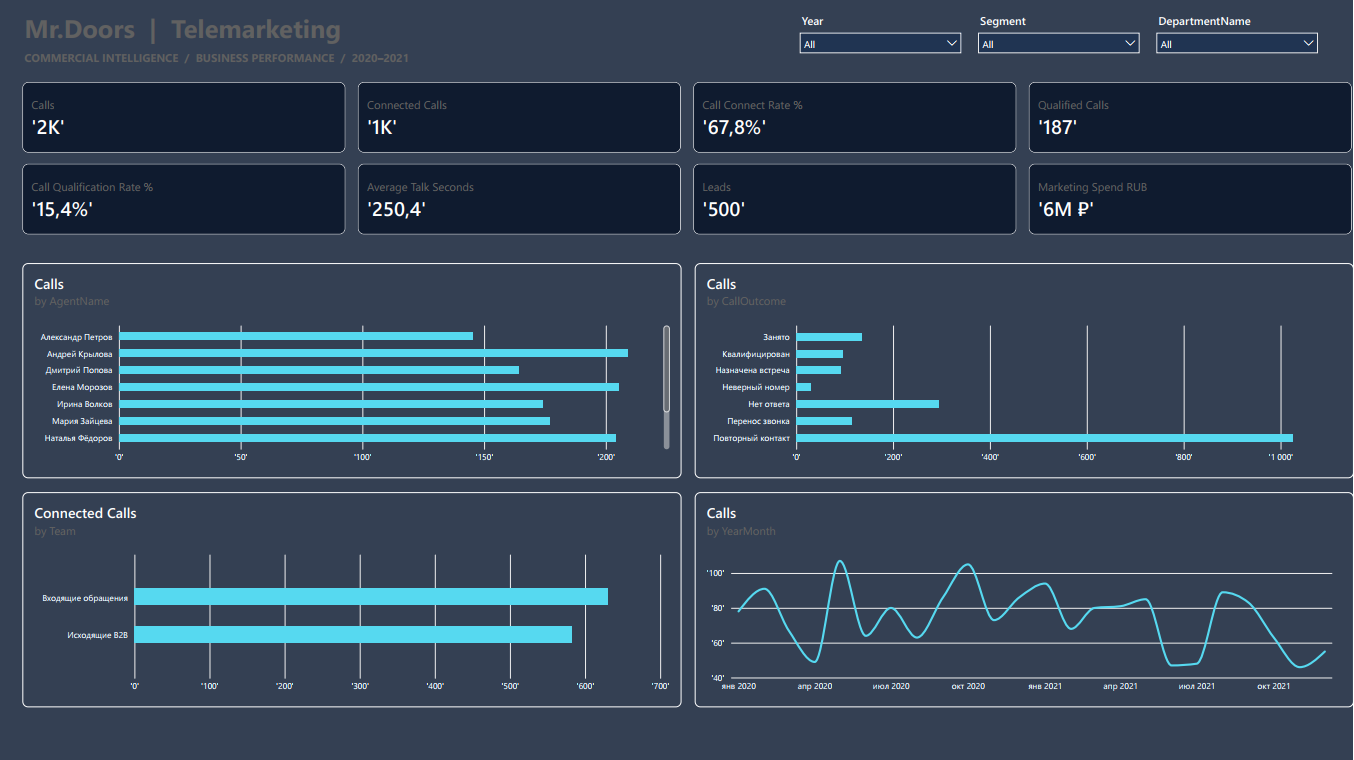 Mr.Doors | Telemarketing
COMMERCIAL INTELLIGENCE / BUSINESS PERFORMANCE / 2020–2021
Year Segment DepartmentName
All All All
Calls Connected Calls Call Connect Rate % Qualified Calls
'2K' '1K' '67,8%' '187'
Call Qualification Rate % Average Talk Seconds Leads Marketing Spend RUB
'15,4%' '250,4' '500' '6M ₽'
Calls
by AgentName
Александр Петров
Андрей Крылова
Дмитрий Попова
Елена Морозов
Ирина Волков
Мария Зайцева
Наталья Фёдоров
'0' '50' '100' '150' '200'
Calls
by CallOutcome
Занято
Квалифицирован
Назначена встреча
Неверный номер
Нет ответа
Перенос звонка
Повторный контакт
'0' '200' '400' '600' '800' '1 000'
Connected Calls
by Team
Входящие обращения
Исходящие B2B
'0' '100' '200' '300' '400' '500' '600' '700'
Calls
by YearMonth
'100'
'80'
'60'
'40'
янв 2020 апр 2020 июл 2020 окт 2020 янв 2021 апр 2021 июл 2021 окт 2021